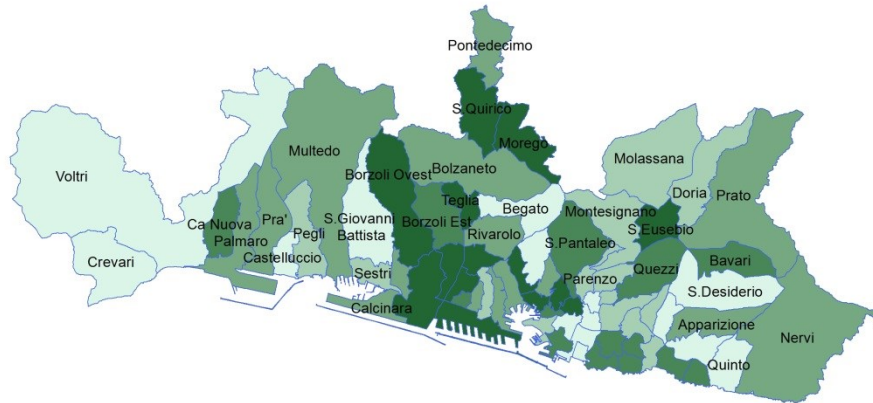 Pontedecimo
S.Quirico
Morego
Multedo
Bolzaneto
Molassana
Voltri
Borzoli Ovest
Teglia
Begato
Montesignano
Doria
Prato
Ca Nuova
Pra'
Pegli
S.Giovanni
Battista
Borzoli Est
Rivarolo
S.Pantaleo
S.Eusebio
Palmaro
Castelluccio
Crevari
Sestri
Parenzo
Quezzi
Bavari
S.Desiderio
Calcinara
Apparizione
Nervi
Quinto